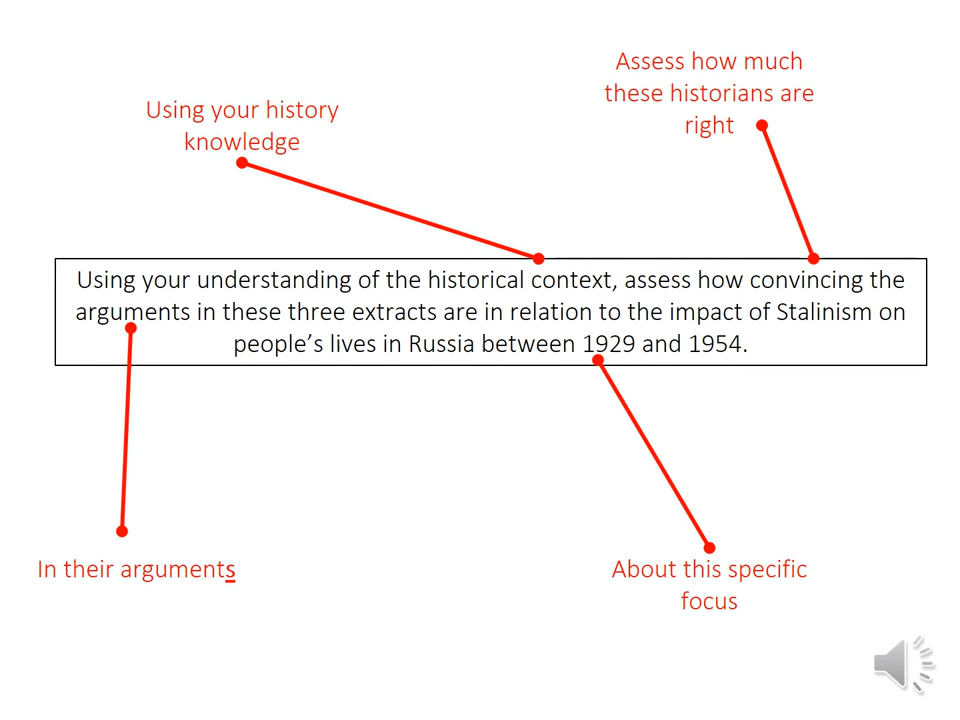 Assess how much
these historians are
right
Using your history
knowledge
Using your understanding of the historical context, assess how convincing the
arguments in these three extracts are in relation to the impact of Stalinism on
people’s lives in Russia between 1929 and 1954.
In their arguments
About this specific
focus